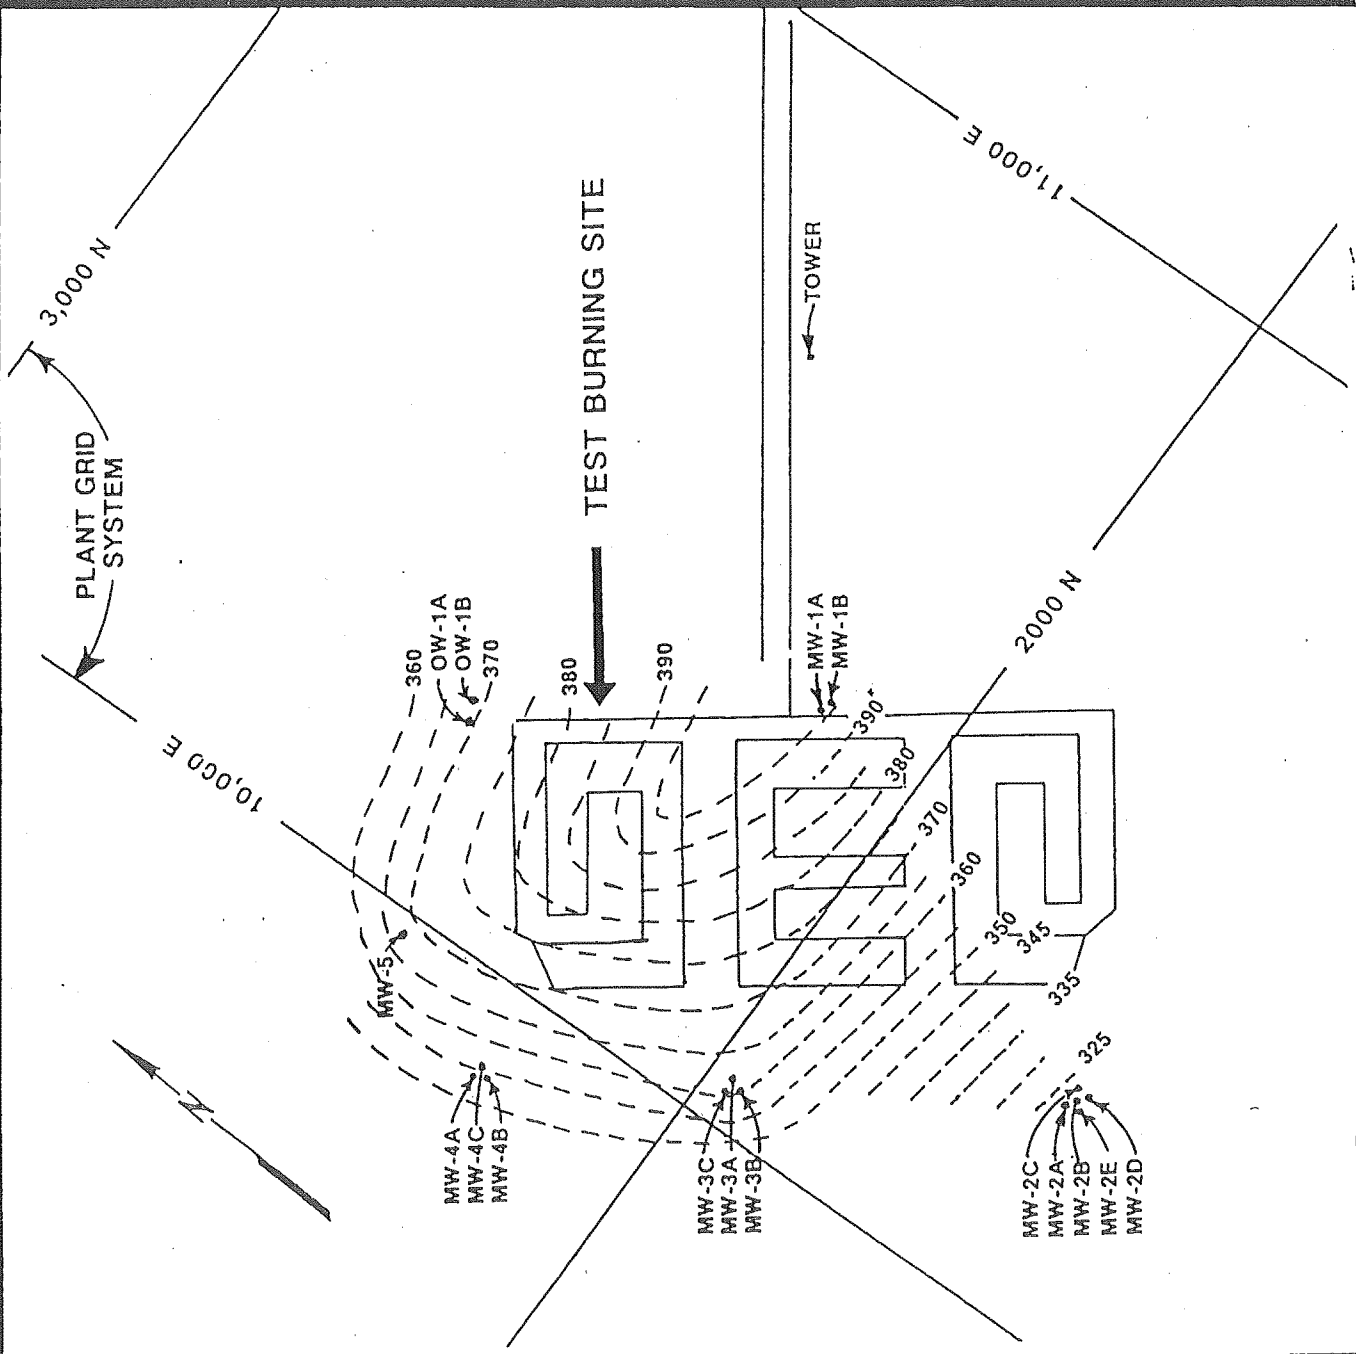 3,000 N
PLANT GRID
SYSTEM
10,000 E
11,000 E
TEST BURNING SITE
TOWER
2000 N
360
OW-1A
OW-1B
370
380
390
MW-1A
MW-1B
390+
380
370
360
350
345
335
325
MW-5
N
MW-4A
MW-4C
MW-4B
MW-3C
MW-3A
MW-3B
MW-2C
MW-2A
MW-2B
MW-2E
MW-2D